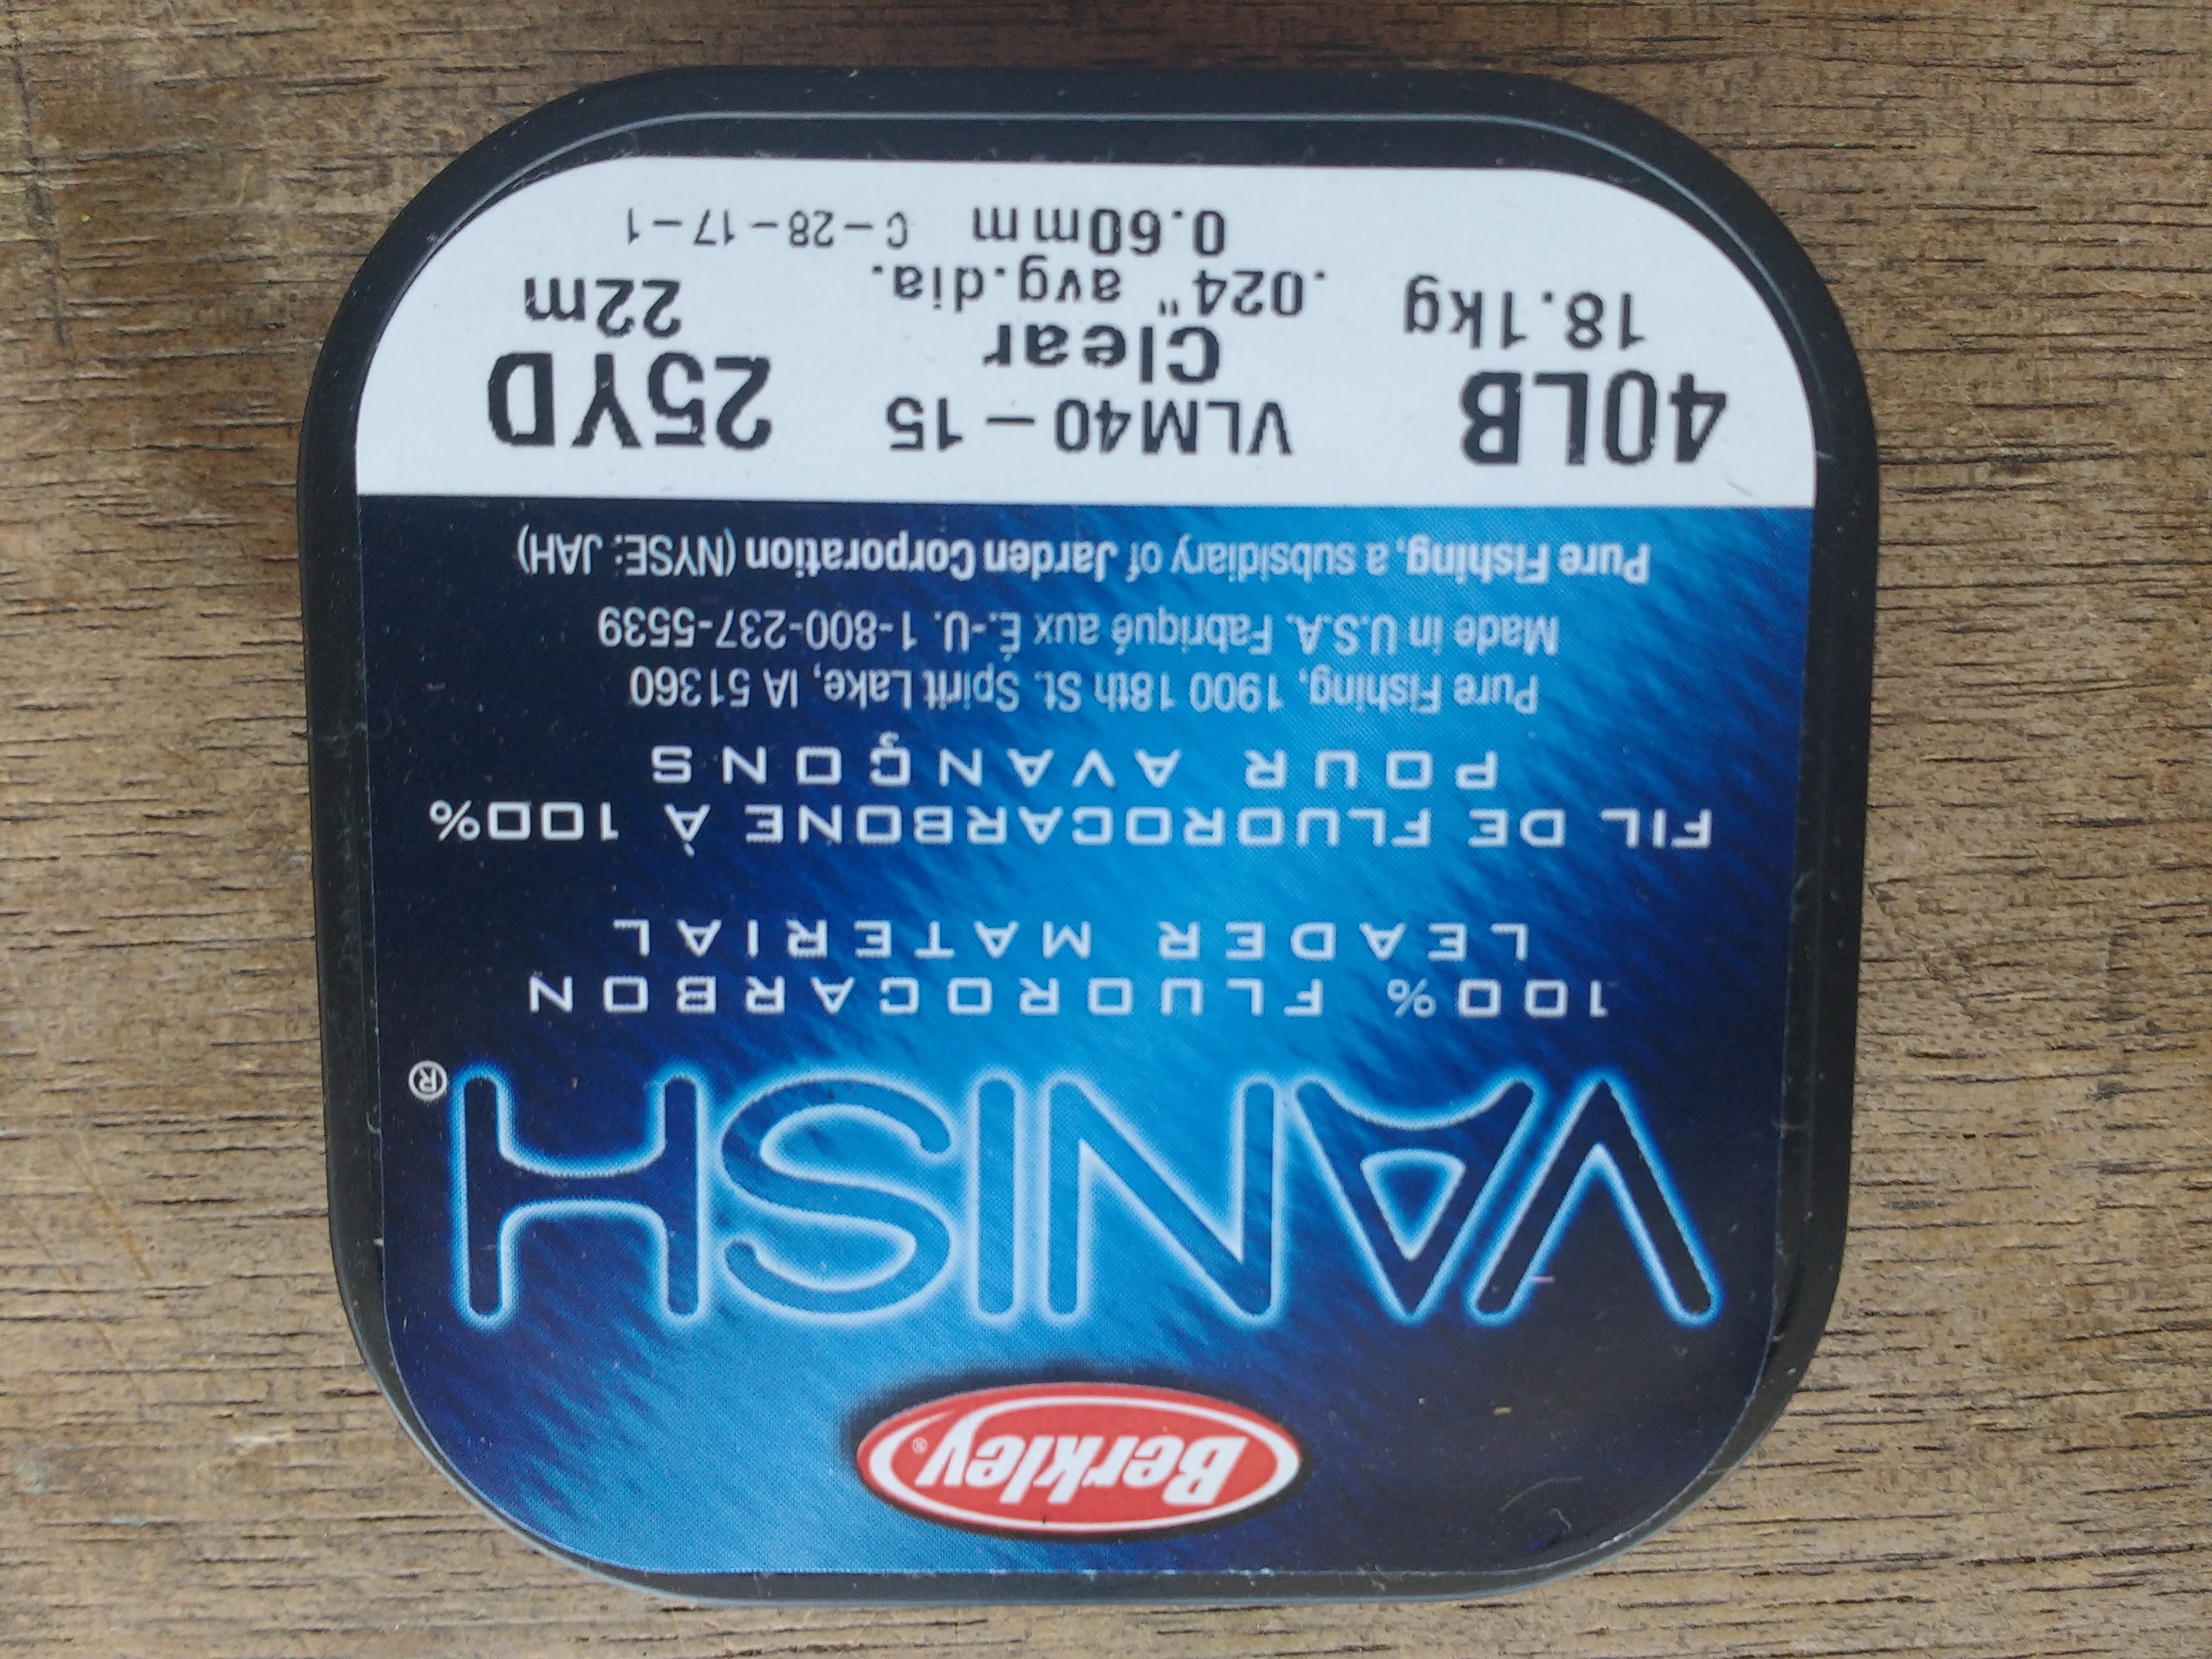 Berkley®
VANISH®
100% FLUOROCARBON
LEADER MATERIAL
FIL DE FLUOROCARBONE À 100%
POUR AVANÇONS
Pure Fishing, 1900 18th St. Spirit Lake, IA 51360
Made in U.S.A. Fabriqué aux É.-U. 1-800-237-5539
Pure Fishing, a subsidiary of Jarden Corporation (NYSE: JAH)
40LB VLM40-15 25YD
Clear
18.1kg .024" avg.dia. 22m
0.60mm C-28-17-1